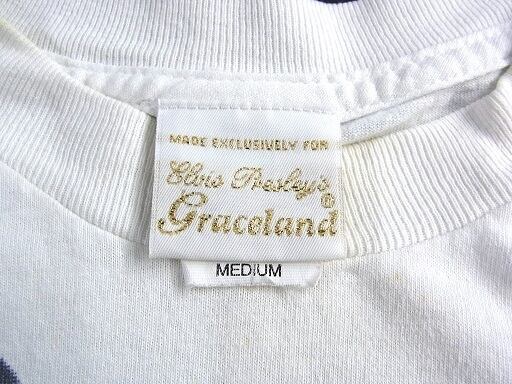 MADE EXCLUSIVELY FOR
Elvis Presley's
Graceland®
MEDIUM